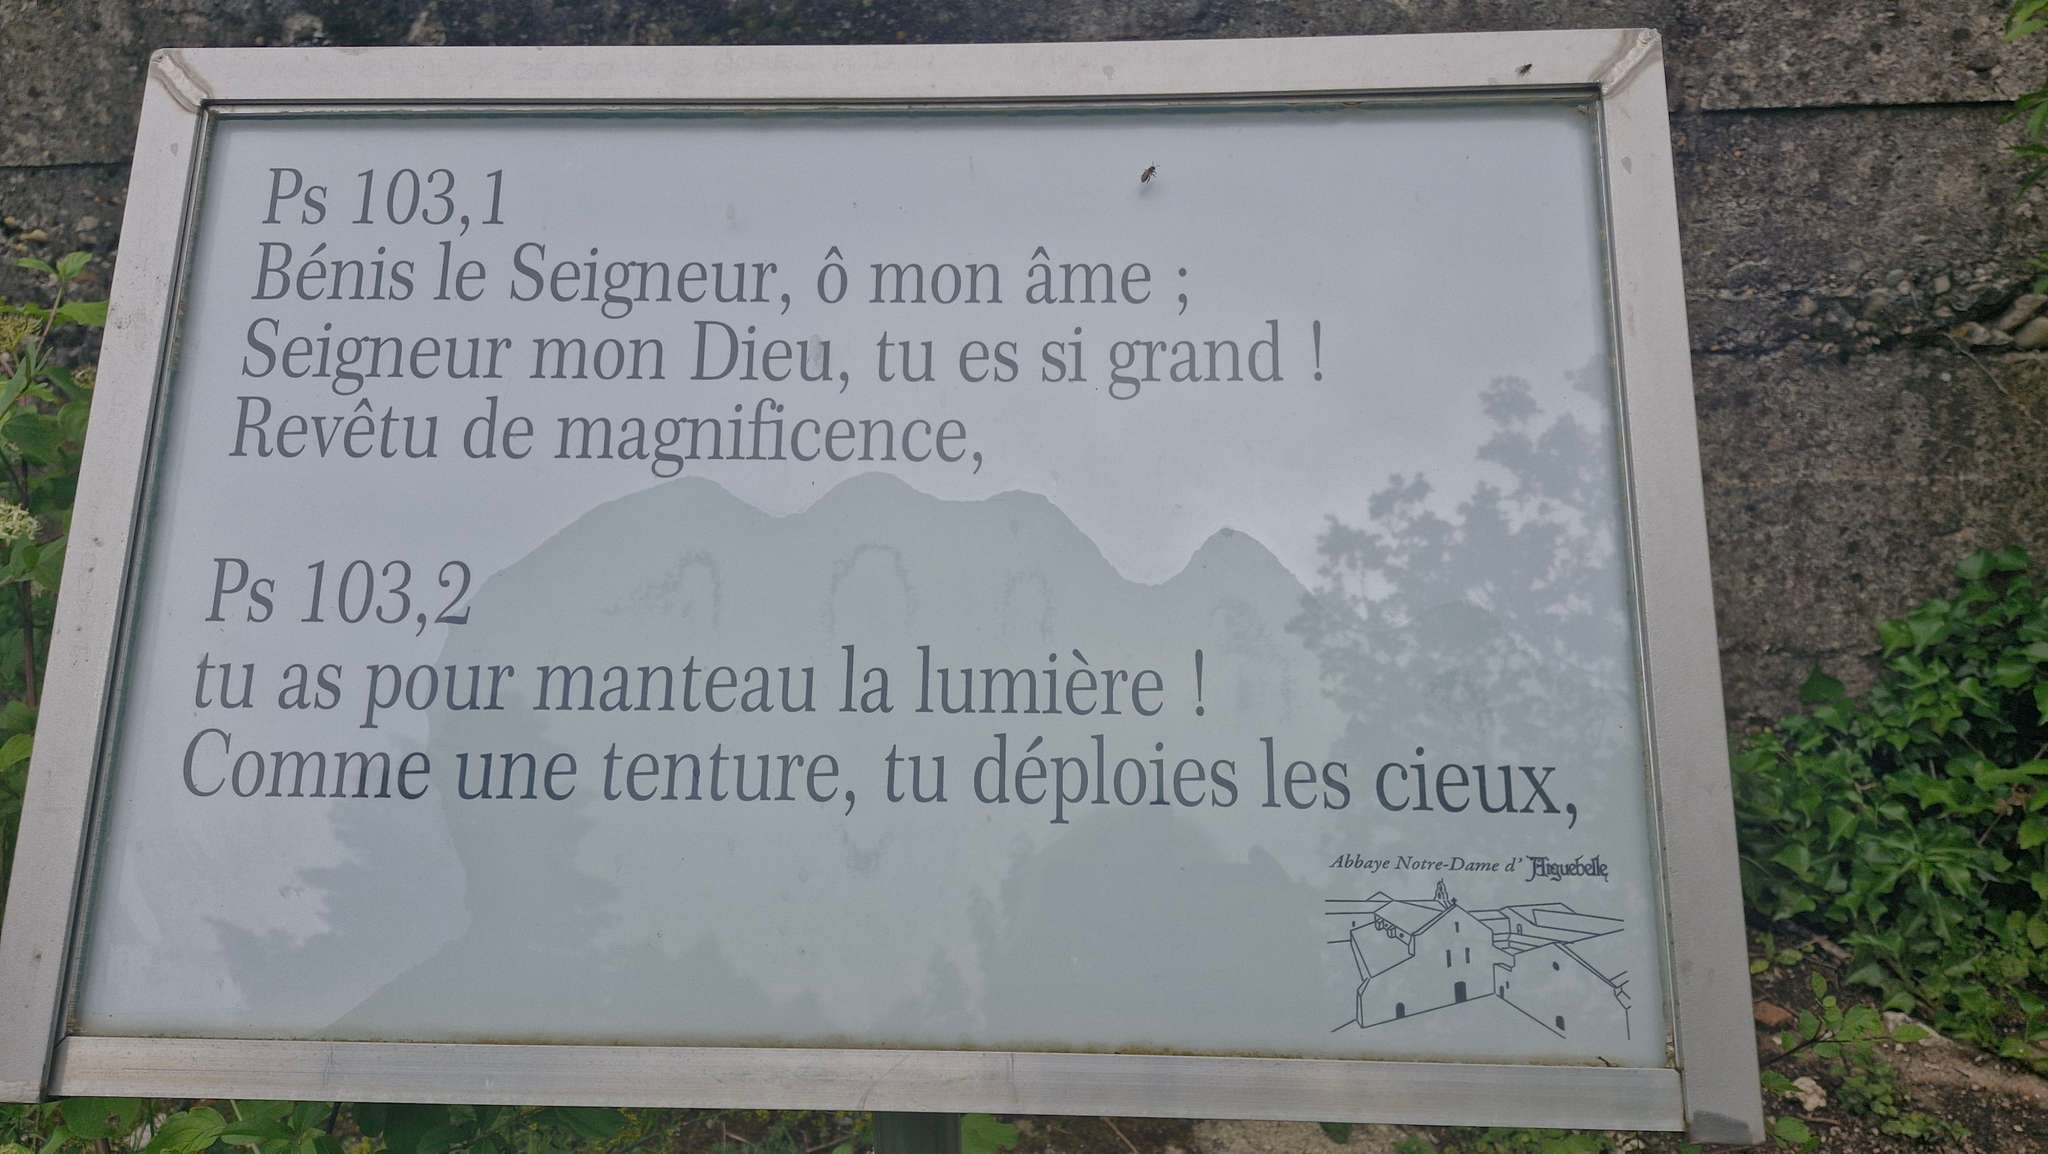 Ps 103,1
Bénis le Seigneur, ô mon âme ;
Seigneur mon Dieu, tu es si grand !
Revêtu de magnificence,
Ps 103,2
tu as pour manteau la lumière !
Comme une tenture, tu déploies les cieux,
Abbaye Notre-Dame d'Aiguebelle